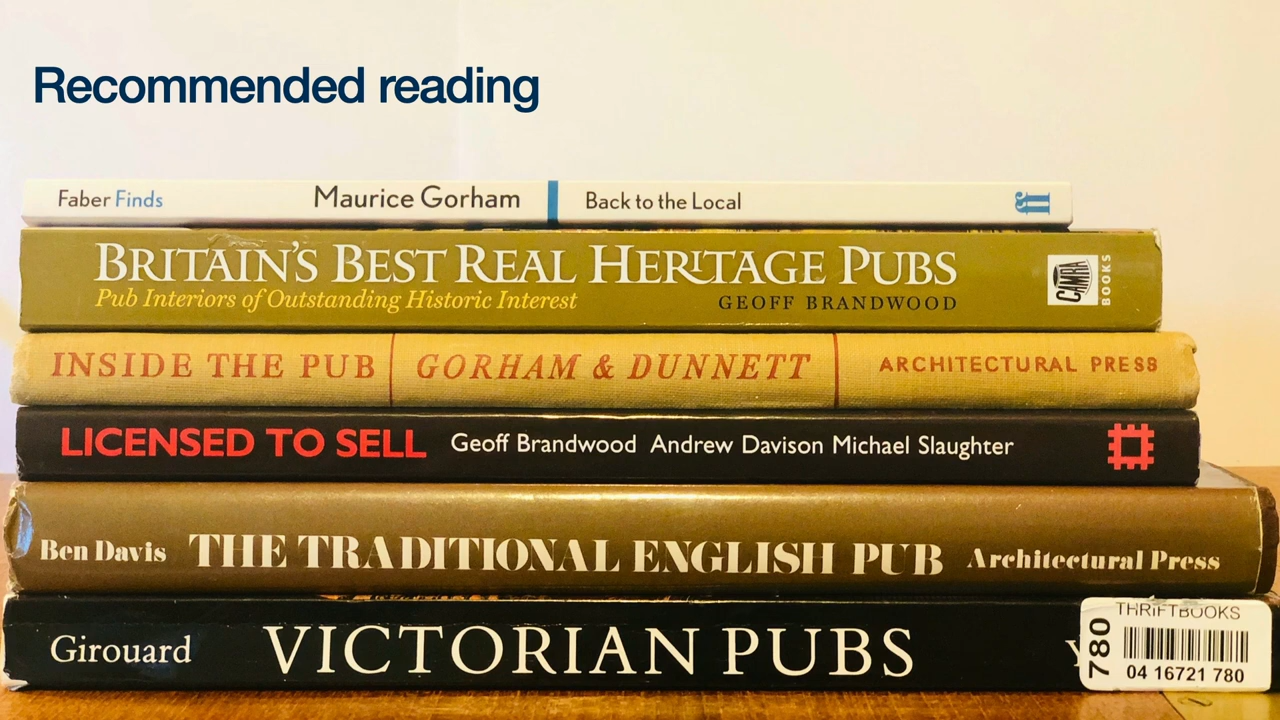 Recommended reading
Faber Finds Maurice Gorham Back to the Local ff
BRITAIN'S BEST REAL HERITAGE PUBS
Pub Interiors of Outstanding Historic Interest GEOFF BRANDWOOD
CAMRA BOOKS
INSIDE THE PUB GORHAM & DUNNETT ARCHITECTURAL PRESS
LICENSED TO SELL Geoff Brandwood Andrew Davison Michael Slaughter
Ben Davis THE TRADITIONAL ENGLISH PUB Architectural Press
Girouard VICTORIAN PUBS
780
THRIFTBOOKS
04 16721 780